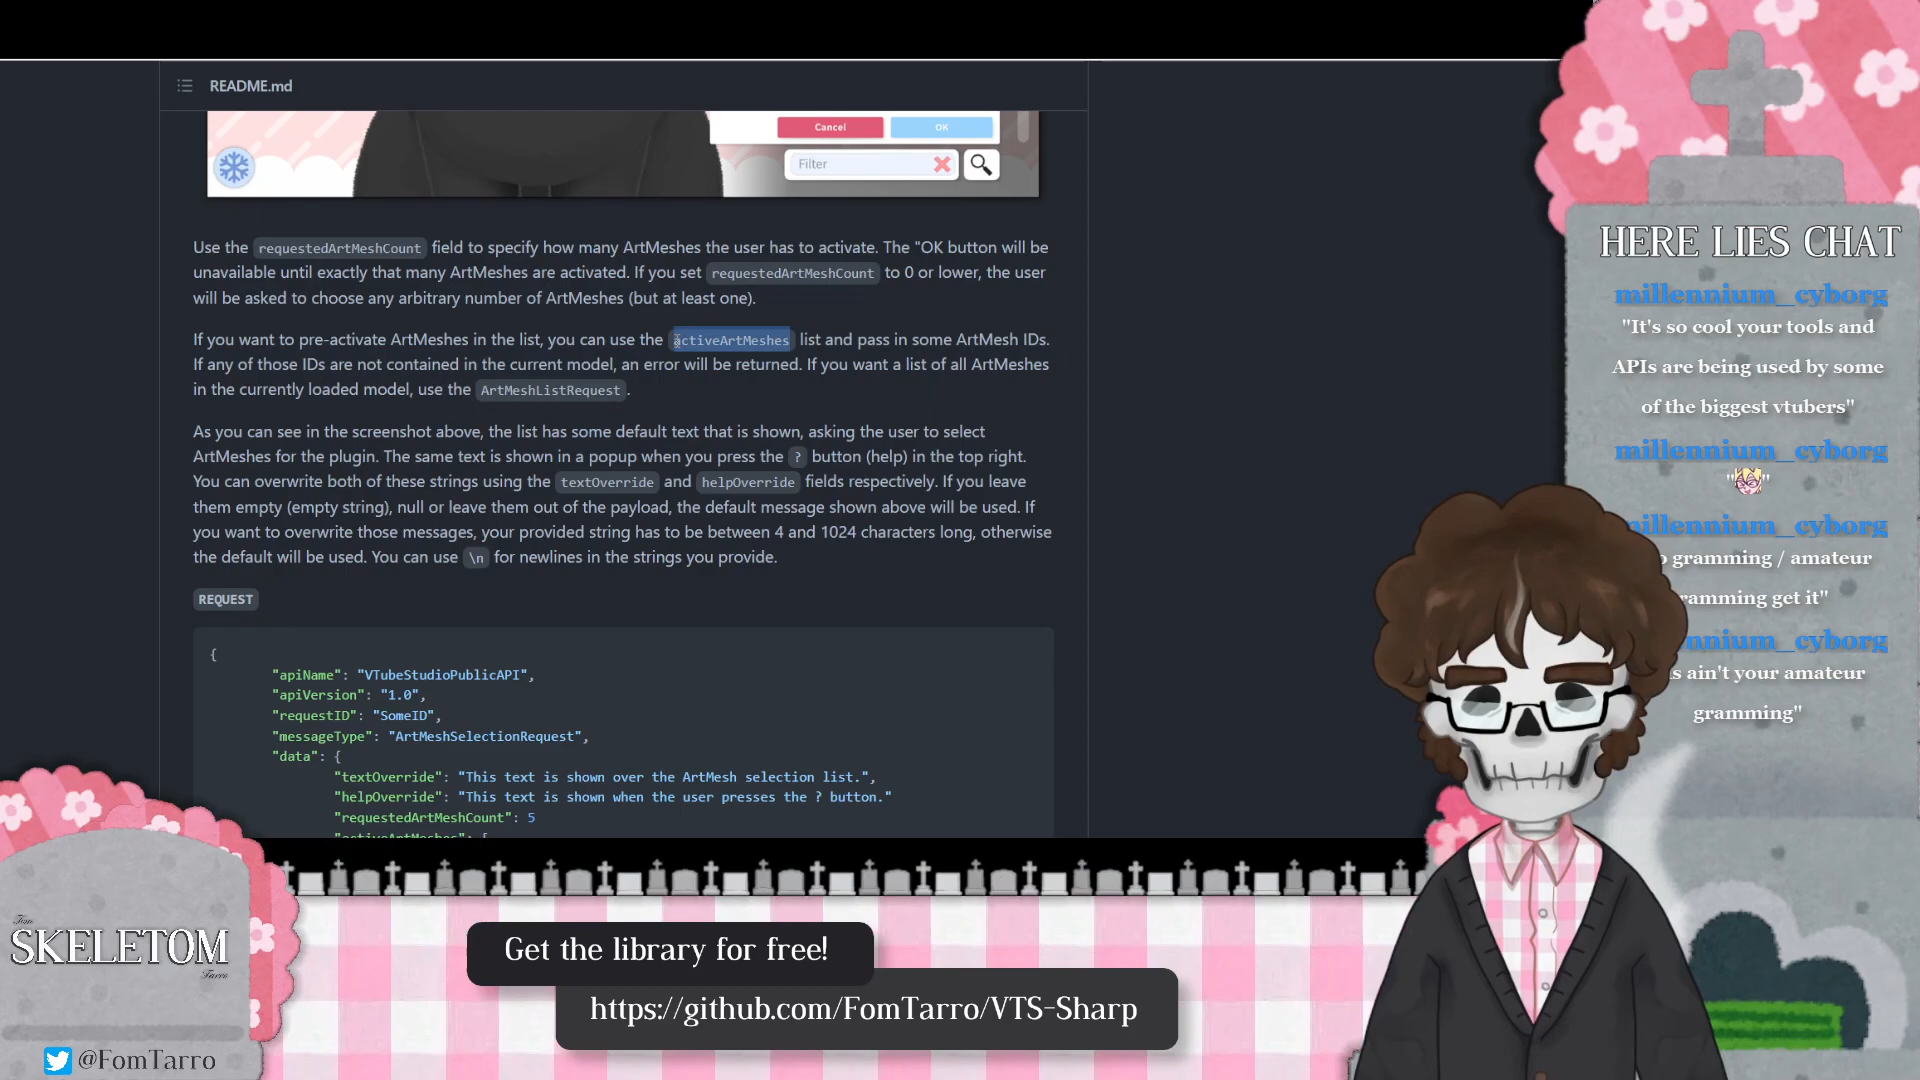 README.md
Cancel
OK
Filter
Use the requestedArtMeshCount field to specify how many ArtMeshes the user has to activate. The "OK button will be
unavailable until exactly that many ArtMeshes are activated. If you set requestedArtMeshCount to 0 or lower, the user
will be asked to choose any arbitrary number of ArtMeshes (but at least one).
If you want to pre-activate ArtMeshes in the list, you can use the activeArtMeshes list and pass in some ArtMesh IDs.
If any of those IDs are not contained in the current model, an error will be returned. If you want a list of all ArtMeshes
in the currently loaded model, use the ArtMeshListRequest.
As you can see in the screenshot above, the list has some default text that is shown, asking the user to select
ArtMeshes for the plugin. The same text is shown in a popup when you press the ? button (help) in the top right.
You can overwrite both of these strings using the textOverride and helpOverride fields respectively. If you leave
them empty (empty string), null or leave them out of the payload, the default message shown above will be used. If
you want to overwrite those messages, your provided string has to be between 4 and 1024 characters long, otherwise
the default will be used. You can use \n for newlines in the strings you provide.
REQUEST
{
"apiName": "VTubeStudioPublicAPI",
"apiVersion": "1.0",
"requestID": "SomeID",
"messageType": "ArtMeshSelectionRequest",
"data": {
"textOverride": "This text is shown over the ArtMesh selection list.",
"helpOverride": "This text is shown when the user presses the ? button."
"requestedArtMeshCount": 5
"activeArtMeshes": [
HERE LIES CHAT
millennium_cyborg
"It's so cool your tools and
APIs are being used by some
of the biggest vtubers"
millennium_cyborg
" "
millennium_cyborg
gramming / amateur
ramming get it"
nnium_cyborg
s ain't your amateur
gramming"
Tom
SKELETOM
Tarro
@FomTarro
Get the library for free!
https://github.com/FomTarro/VTS-Sharp